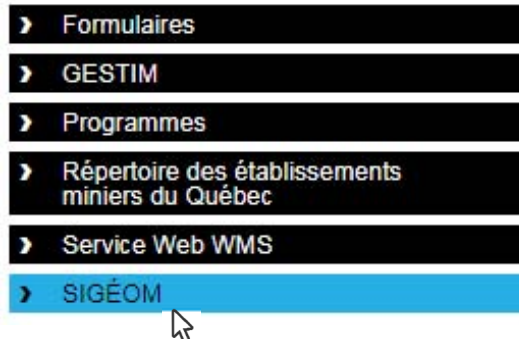 Formulaires
GESTIM
Programmes
Répertoire des établissements
miniers du Québec
Service Web WMS
SIGÉOM